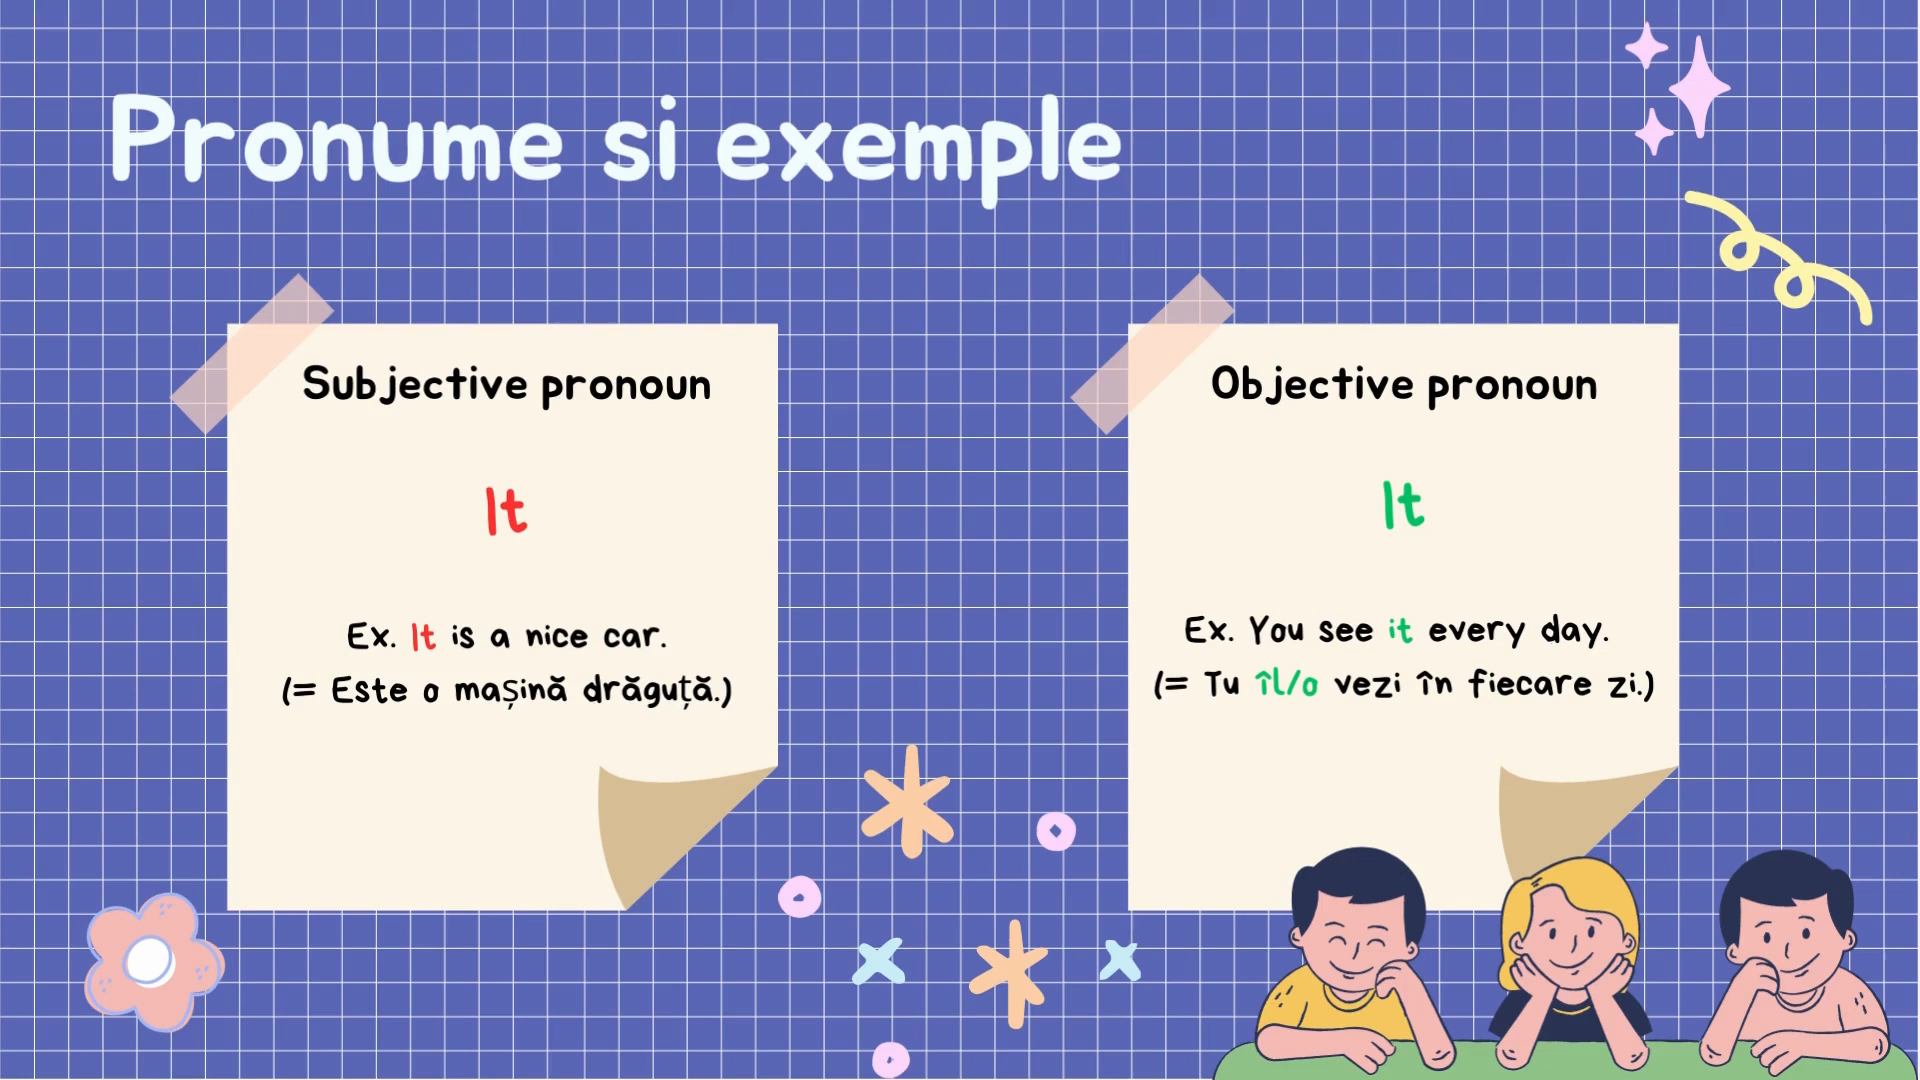 Pronume si exemple
Subjective pronoun
It
Ex. It is a nice car.
(= Este o mașină drăguță.)
Objective pronoun
It
Ex. You see it every day.
(= Tu îl/o vezi în fiecare zi.)